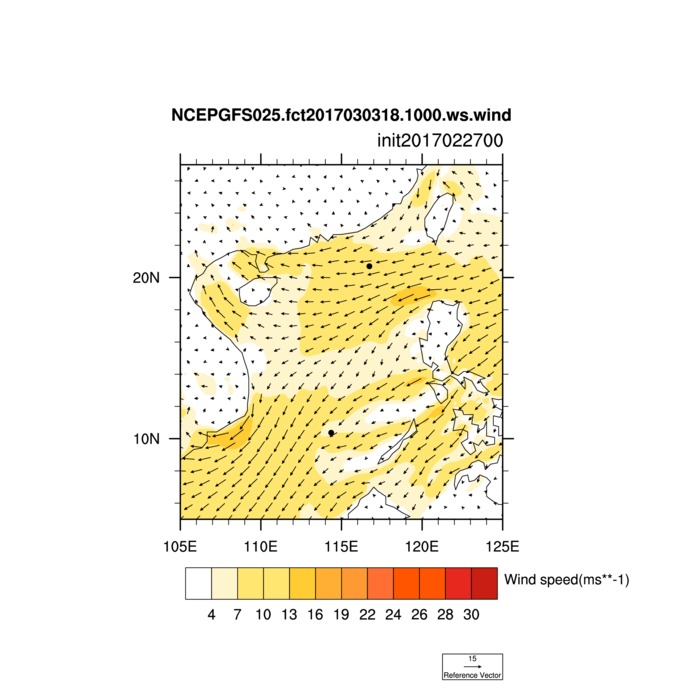 NCEPGFS025.fct2017030318.1000.ws.wind
init2017022700
20N
10N
105E 110E 115E 120E 125E
Wind speed(ms**-1)
4 7 10 13 16 19 22 24 26 28 30
15
Reference Vector